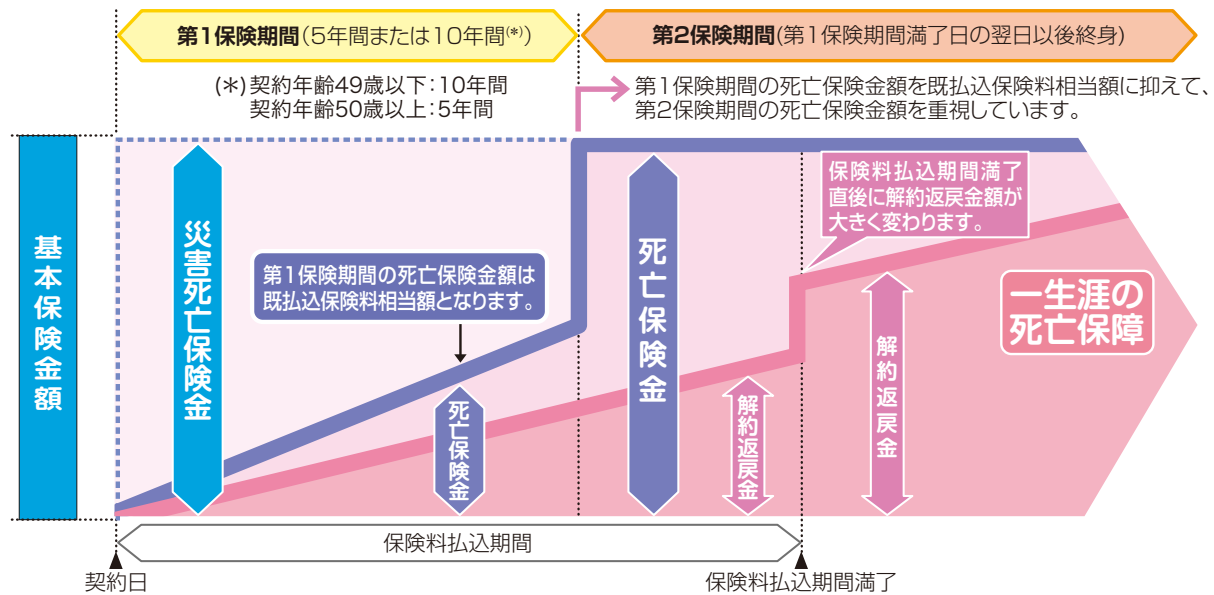 第1保険期間(5年間または10年間(*))
第2保険期間(第1保険期間満了日の翌日以後終身)
(*)契約年齢49歳以下:10年間
契約年齢50歳以上:5年間
第1保険期間の死亡保険金額を既払込保険料相当額に抑えて、
第2保険期間の死亡保険金額を重視しています。
基本保険金額
災害死亡保険金
第1保険期間の死亡保険金額は
既払込保険料相当額となります。
死亡保険金
死亡保険金
解約返戻金
保険料払込期間満了
直後に解約返戻金額が
大きく変わります。
解約返戻金
一生涯の
死亡保障
保険料払込期間
契約日
保険料払込期間満了